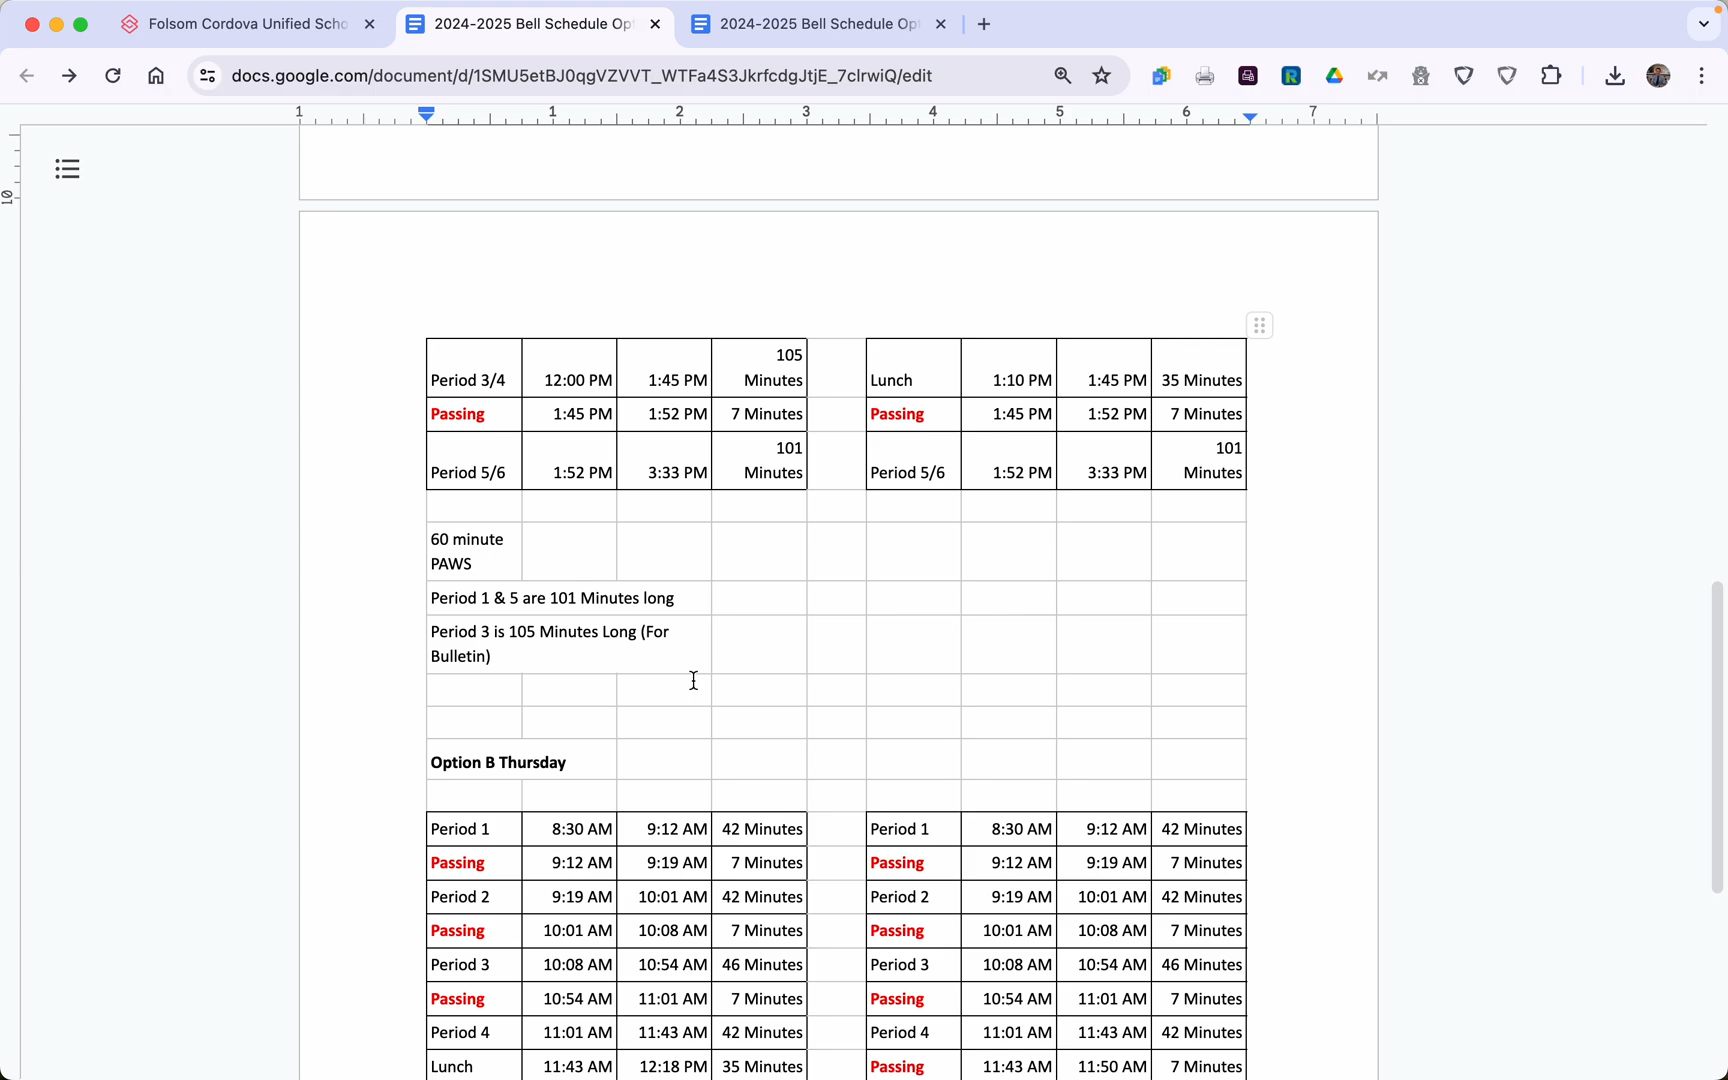 Folsom Cordova Unified Scho
2024-2025 Bell Schedule Opt
2024-2025 Bell Schedule Opt
docs.google.com/document/d/1SMU5etBJ0qgVZVVT_WTFa4S3JkrfcdgJtjE_7clrwiQ/edit
1 1 2 3 4 5 6 7
10
Period 3/4 12:00 PM 1:45 PM 105 Minutes Lunch 1:10 PM 1:45 PM 35 Minutes
Passing 1:45 PM 1:52 PM 7 Minutes Passing 1:45 PM 1:52 PM 7 Minutes
Period 5/6 1:52 PM 3:33 PM 101 Minutes Period 5/6 1:52 PM 3:33 PM 101 Minutes
60 minute
PAWS
Period 1 & 5 are 101 Minutes long
Period 3 is 105 Minutes Long (For
Bulletin)
Option B Thursday
Period 1 8:30 AM 9:12 AM 42 Minutes Period 1 8:30 AM 9:12 AM 42 Minutes
Passing 9:12 AM 9:19 AM 7 Minutes Passing 9:12 AM 9:19 AM 7 Minutes
Period 2 9:19 AM 10:01 AM 42 Minutes Period 2 9:19 AM 10:01 AM 42 Minutes
Passing 10:01 AM 10:08 AM 7 Minutes Passing 10:01 AM 10:08 AM 7 Minutes
Period 3 10:08 AM 10:54 AM 46 Minutes Period 3 10:08 AM 10:54 AM 46 Minutes
Passing 10:54 AM 11:01 AM 7 Minutes Passing 10:54 AM 11:01 AM 7 Minutes
Period 4 11:01 AM 11:43 AM 42 Minutes Period 4 11:01 AM 11:43 AM 42 Minutes
Lunch 11:43 AM 12:18 PM 35 Minutes Passing 11:43 AM 11:50 AM 7 Minutes